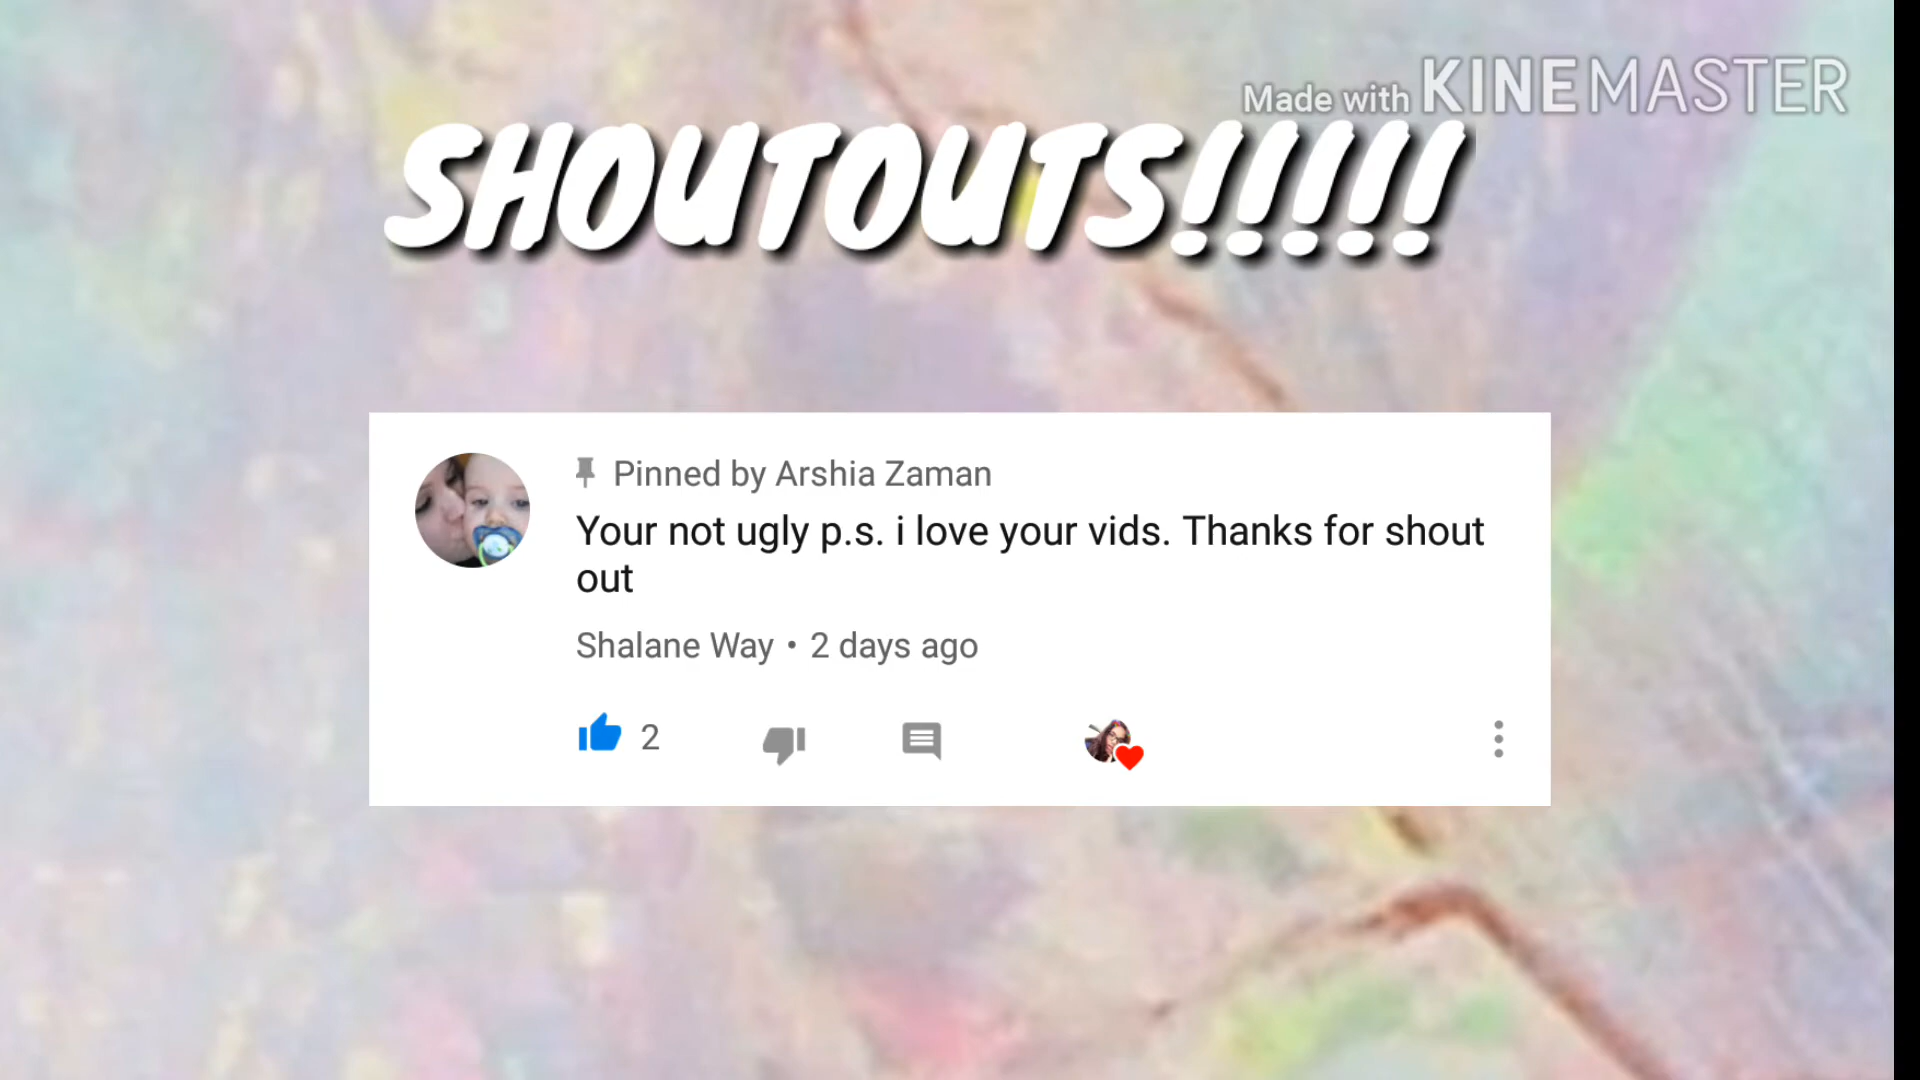 Made with KINEMASTER
SHOUTOUTS!!!!!
Pinned by Arshia Zaman
Your not ugly p.s. i love your vids. Thanks for shout
out
Shalane Way • 2 days ago
2